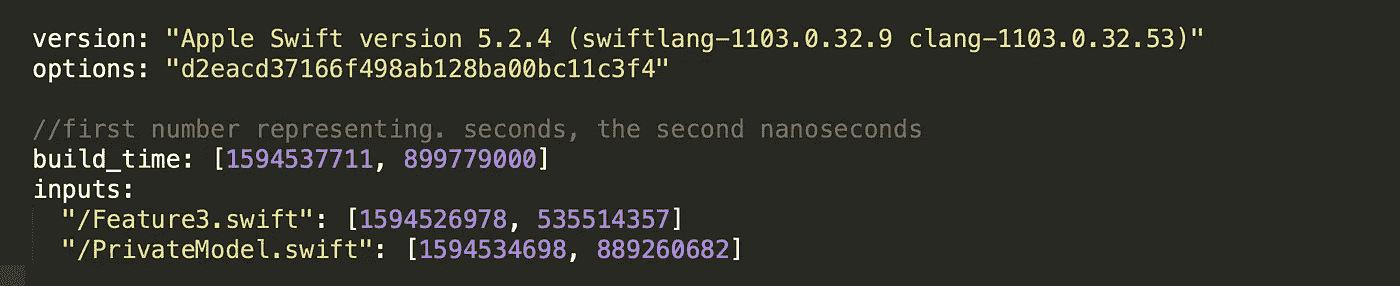 version: "Apple Swift version 5.2.4 (swiftlang-1103.0.32.9 clang-1103.0.32.53)"
options: "d2eacd37166f498ab128ba00bc11c3f4"
//first number representing. seconds, the second nanoseconds
build_time: [1594537711, 899779000]
inputs:
"/Feature3.swift": [1594526978, 535514357]
"/PrivateModel.swift": [1594534698, 889260682]